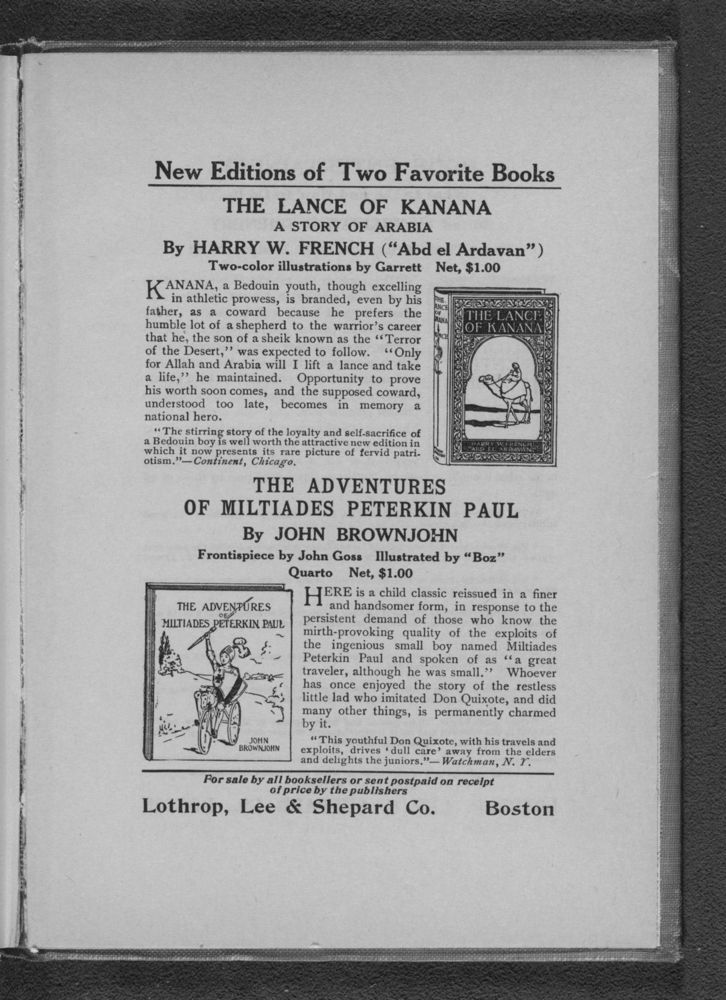 New Editions of Two Favorite Books
THE LANCE OF KANANA
A STORY OF ARABIA
By HARRY W. FRENCH (“Abd el Ardavan”)
Two-color illustrations by Garrett Net, $1.00
KANANA, a Bedouin youth, though excelling
in athletic prowess, is branded, even by his
father, as a coward because he prefers the
humble lot of a shepherd to the warrior's career
that he, the son of a sheik known as the “Terror
of the Desert,” was expected to follow. “Only
for Allah and Arabia will I lift a lance and take
a life,” he maintained. Opportunity to prove
his worth soon comes, and the supposed coward,
understood too late, becomes in memory a
national hero.
“The stirring story of the loyalty and self-sacrifice of
a Bedouin boy is well worth the attractive new edition in
which it now presents its rare picture of fervid patri-
otism.”—Continent, Chicago.
THE LANCE
OF KANANA
HARRY W. FRENCH
“ABD EL ARDAVAN”
THE ADVENTURES
OF MILTIADES PETERKIN PAUL
By JOHN BROWNJOHN
Frontispiece by John Goss Illustrated by “Boz”
Quarto Net, $1.00
THE ADVENTURES
OF
MILTIADES PETERKIN PAUL
JOHN
BROWNJOHN
HERE is a child classic reissued in a finer
and handsomer form, in response to the
persistent demand of those who know the
mirth-provoking quality of the exploits of
the ingenious small boy named Miltiades
Peterkin Paul and spoken of as “a great
traveler, although he was small.” Whoever
has once enjoyed the story of the restless
little lad who imitated Don Quixote, and did
many other things, is permanently charmed
by it.
“This youthful Don Quixote, with his travels and
exploits, drives ‘dull care’ away from the elders
and delights the juniors.”—Watchman, N. Y.
For sale by all booksellers or sent postpaid on receipt
of price by the publishers
Lothrop, Lee & Shepard Co. Boston